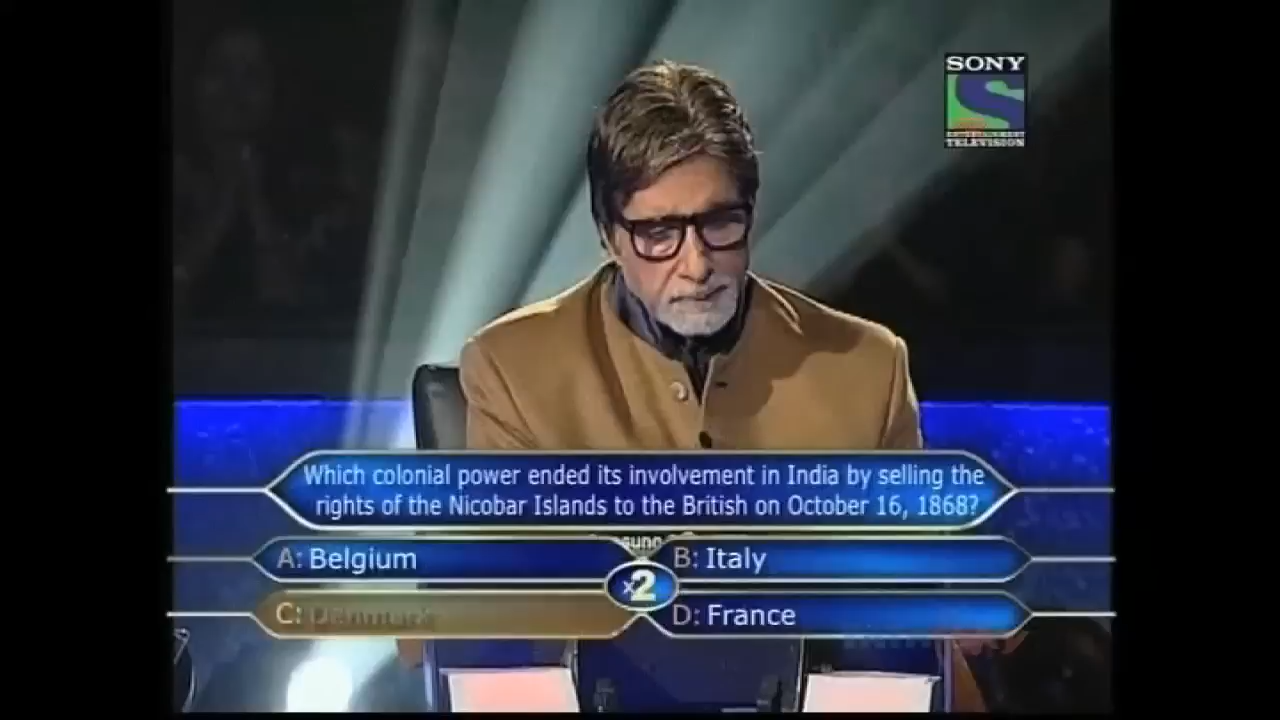 SONY
TELEVISION
Which colonial power ended its involvement in India by selling the
rights of the Nicobar Islands to the British on October 16, 1868?
A: Belgium
B: Italy
x2
C: Denmark
D: France